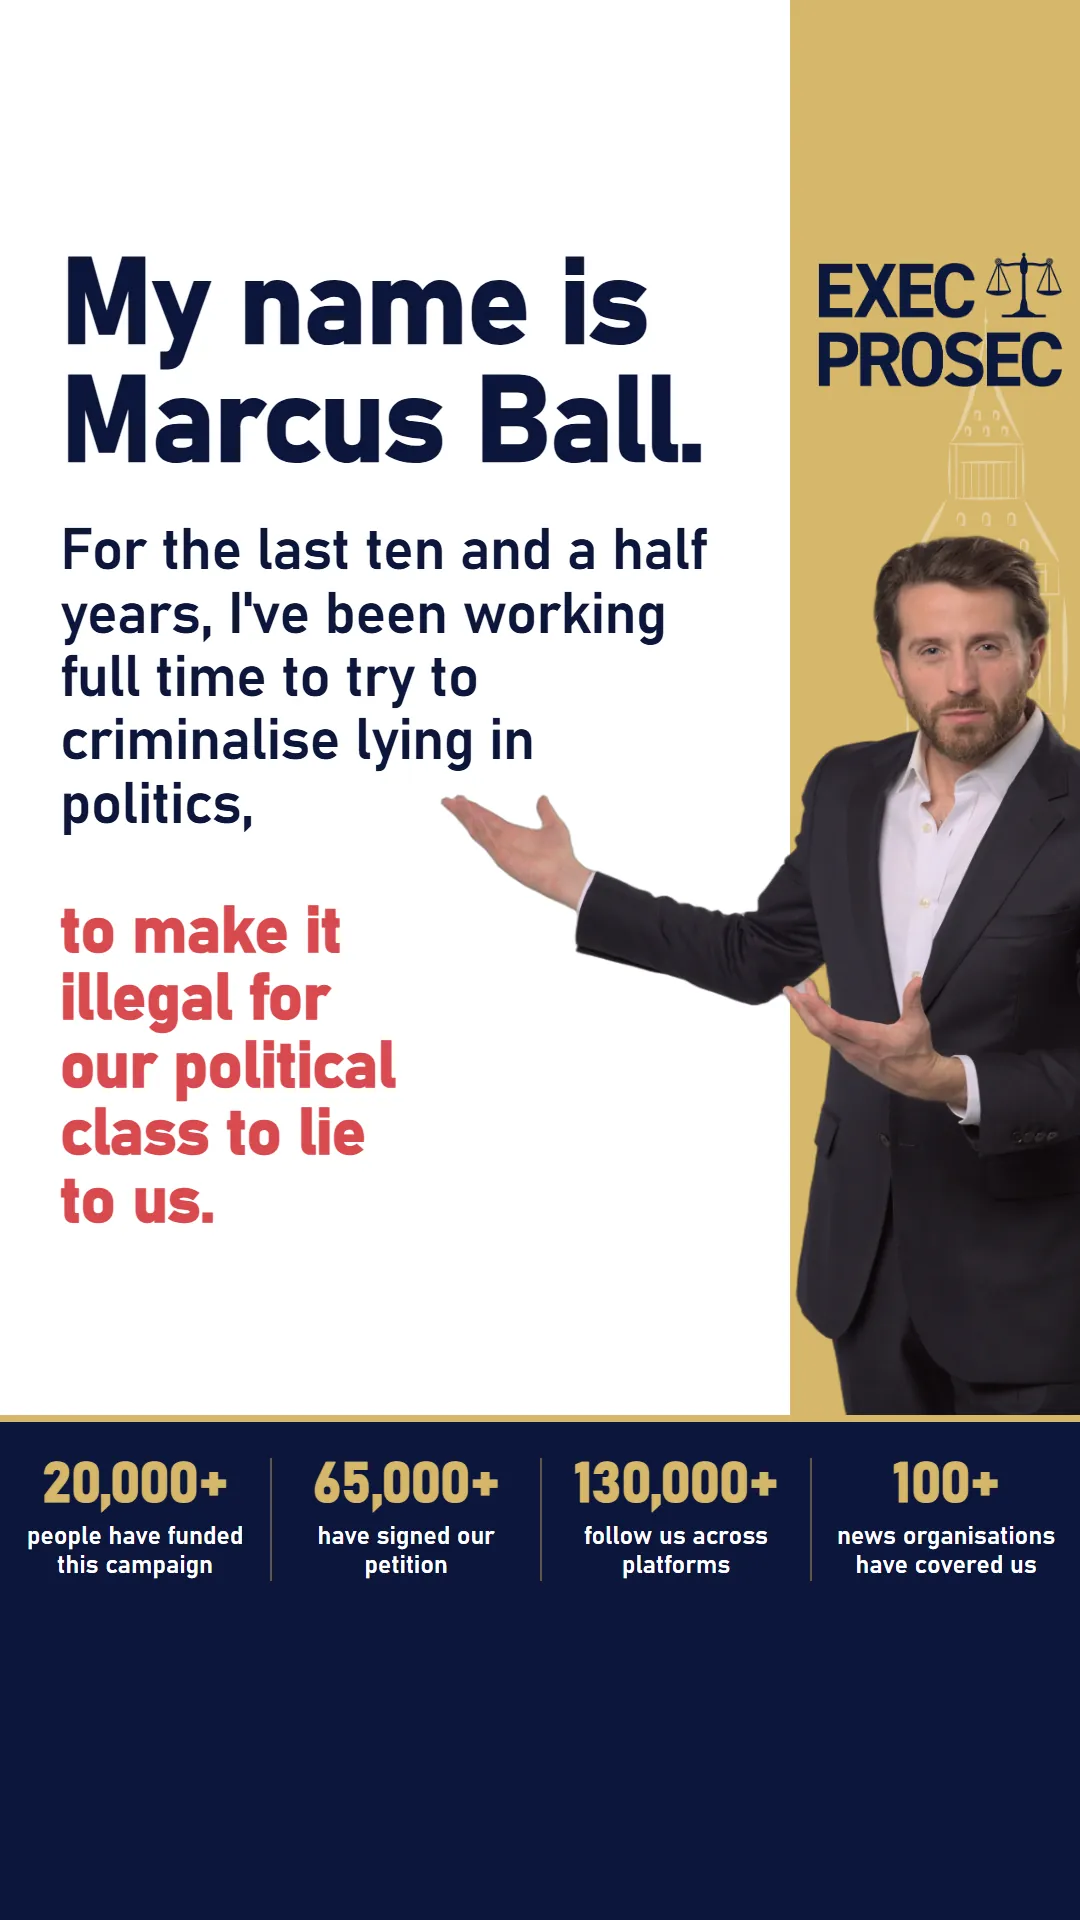 My name is
Marcus Ball.
EXEC
PROSEC
For the last ten and a half
years, I've been working
full time to try to
criminalise lying in
politics,
to make it
illegal for
our political
class to lie
to us.
20,000+
people have funded
this campaign
65,000+
have signed our
petition
130,000+
follow us across
platforms
100+
news organisations
have covered us